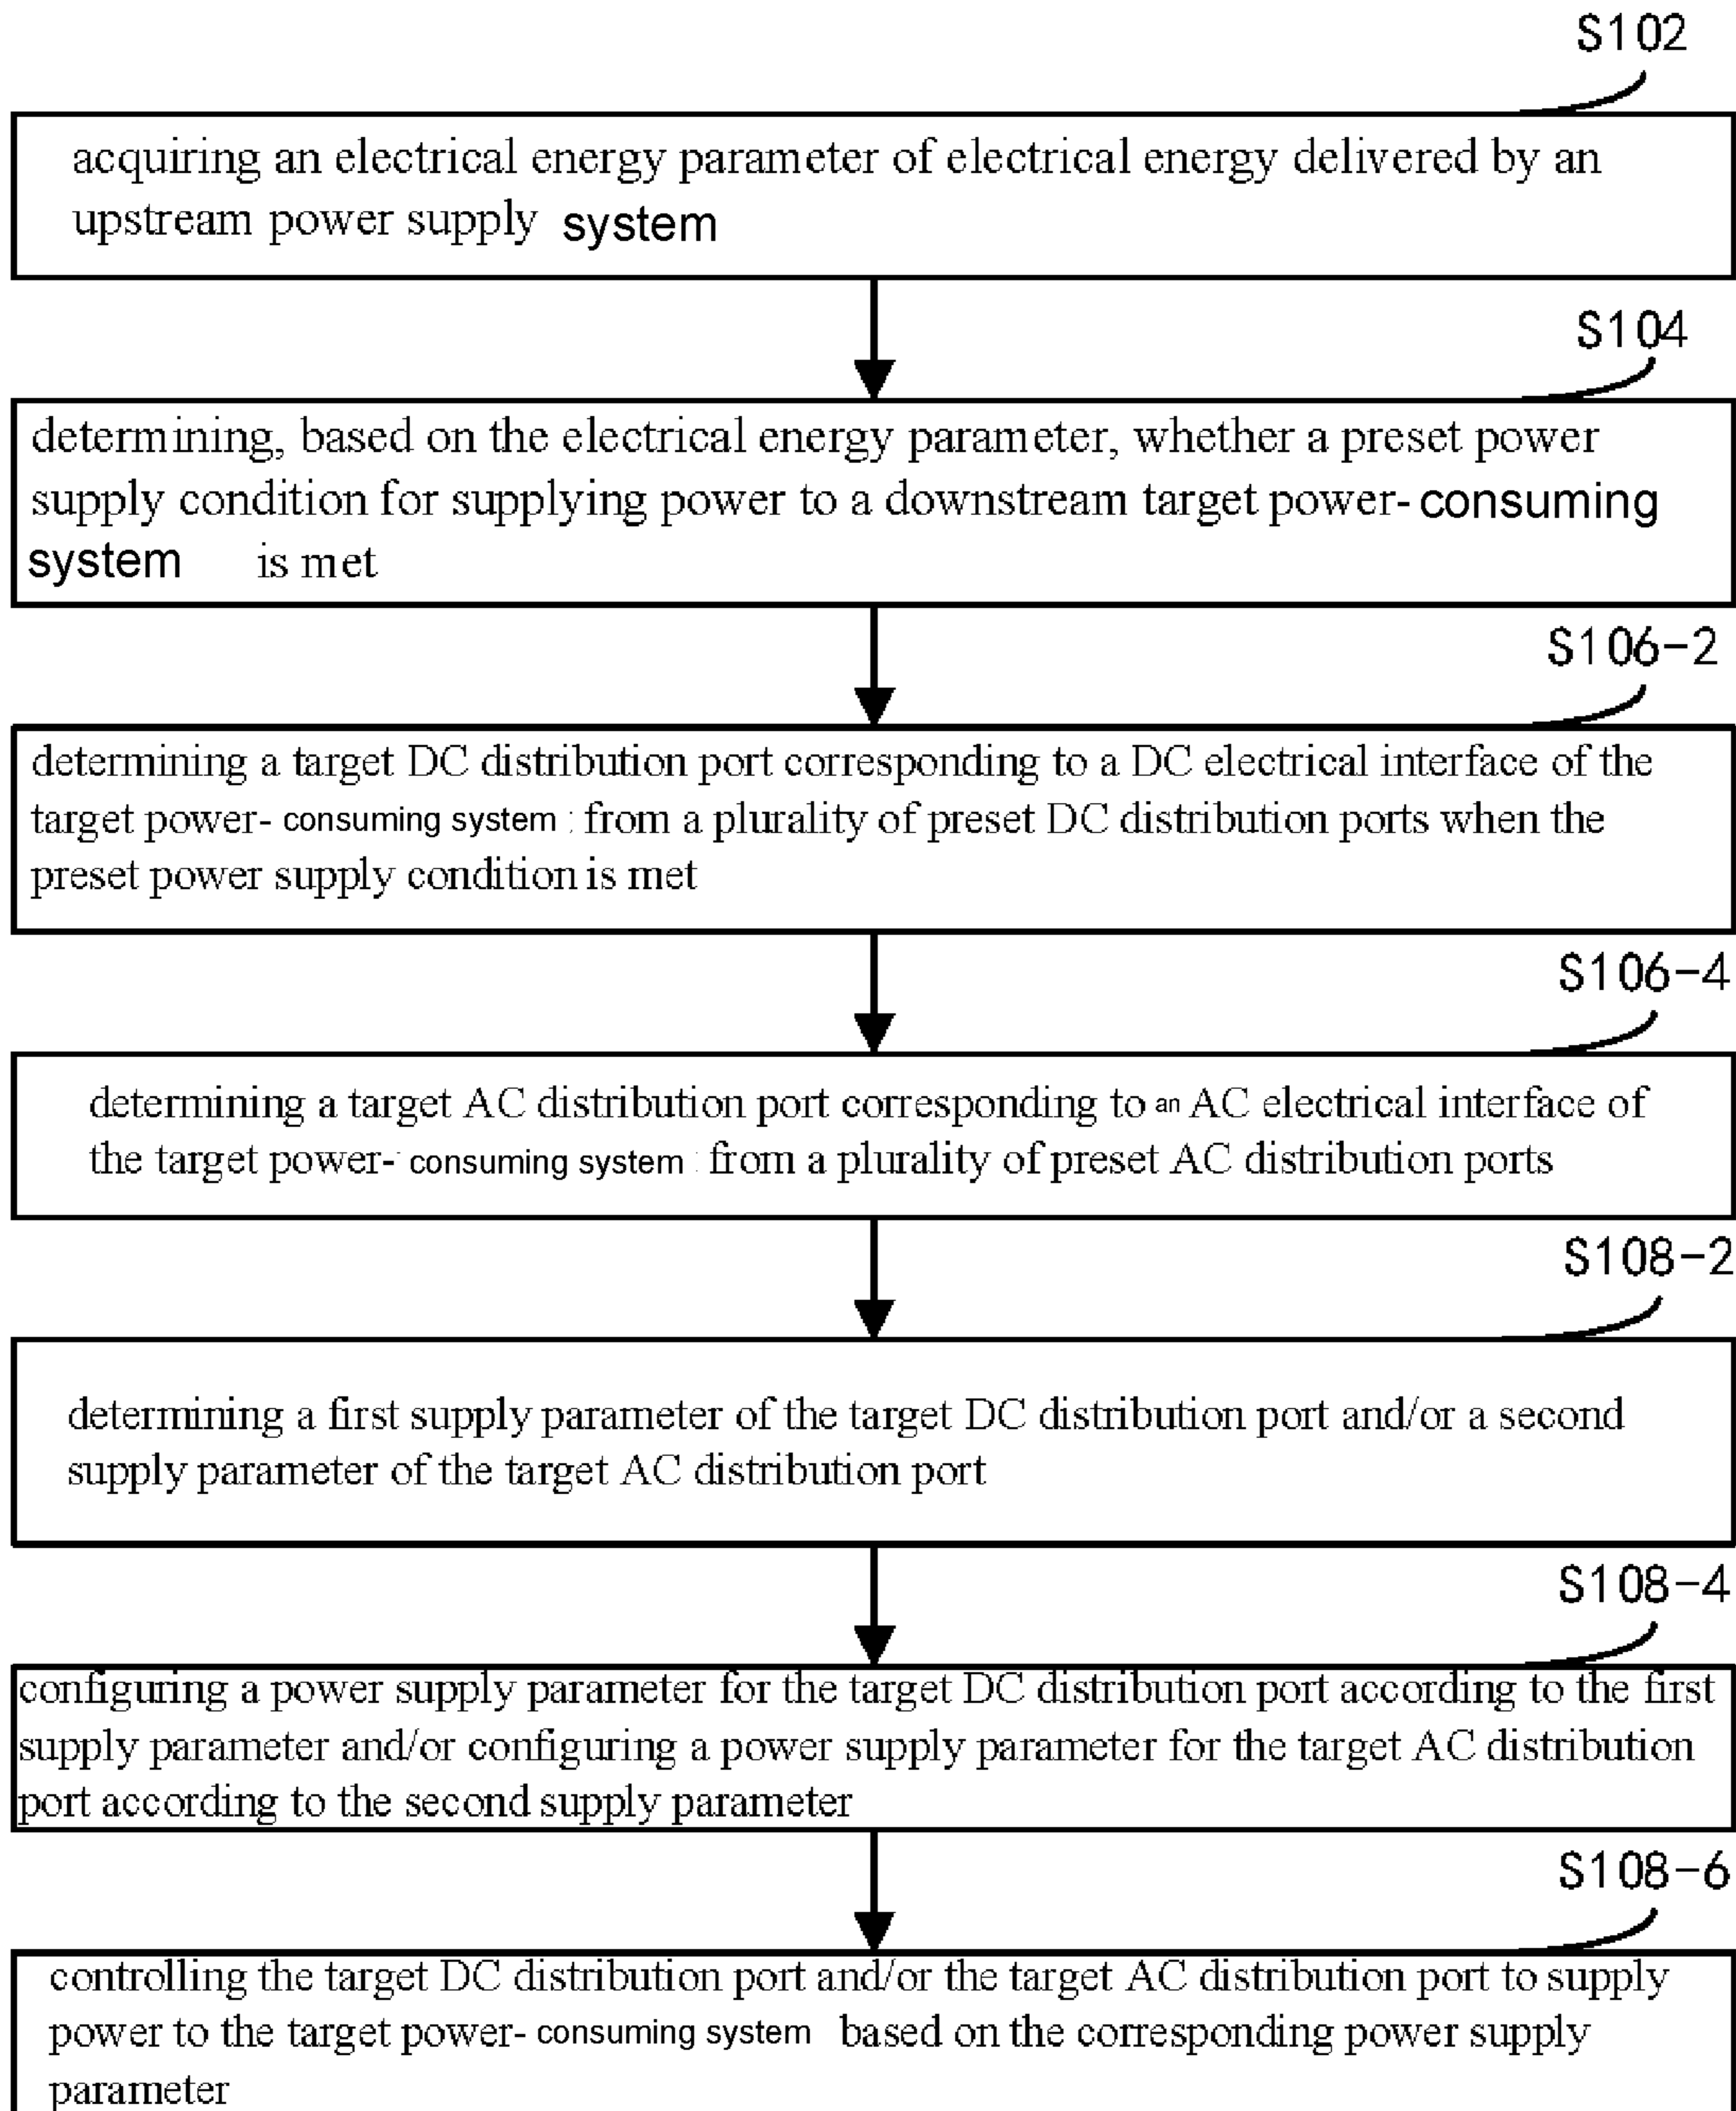 S102
acquiring an electrical energy parameter of electrical energy delivered by an
upstream power supply system
S104
determining, based on the electrical energy parameter, whether a preset power
supply condition for supplying power to a downstream target power-consuming
system is met
S106-2
determining a target DC distribution port corresponding to a DC electrical interface of the
target power- consuming system from a plurality of preset DC distribution ports when the
preset power supply condition is met
S106-4
determining a target AC distribution port corresponding to an AC electrical interface of
the target power- consuming system from a plurality of preset AC distribution ports
S108-2
determining a first supply parameter of the target DC distribution port and/or a second
supply parameter of the target AC distribution port
S108-4
configuring a power supply parameter for the target DC distribution port according to the first
supply parameter and/or configuring a power supply parameter for the target AC distribution
port according to the second supply parameter
S108-6
controlling the target DC distribution port and/or the target AC distribution port to supply
power to the target power- consuming system based on the corresponding power supply
parameter